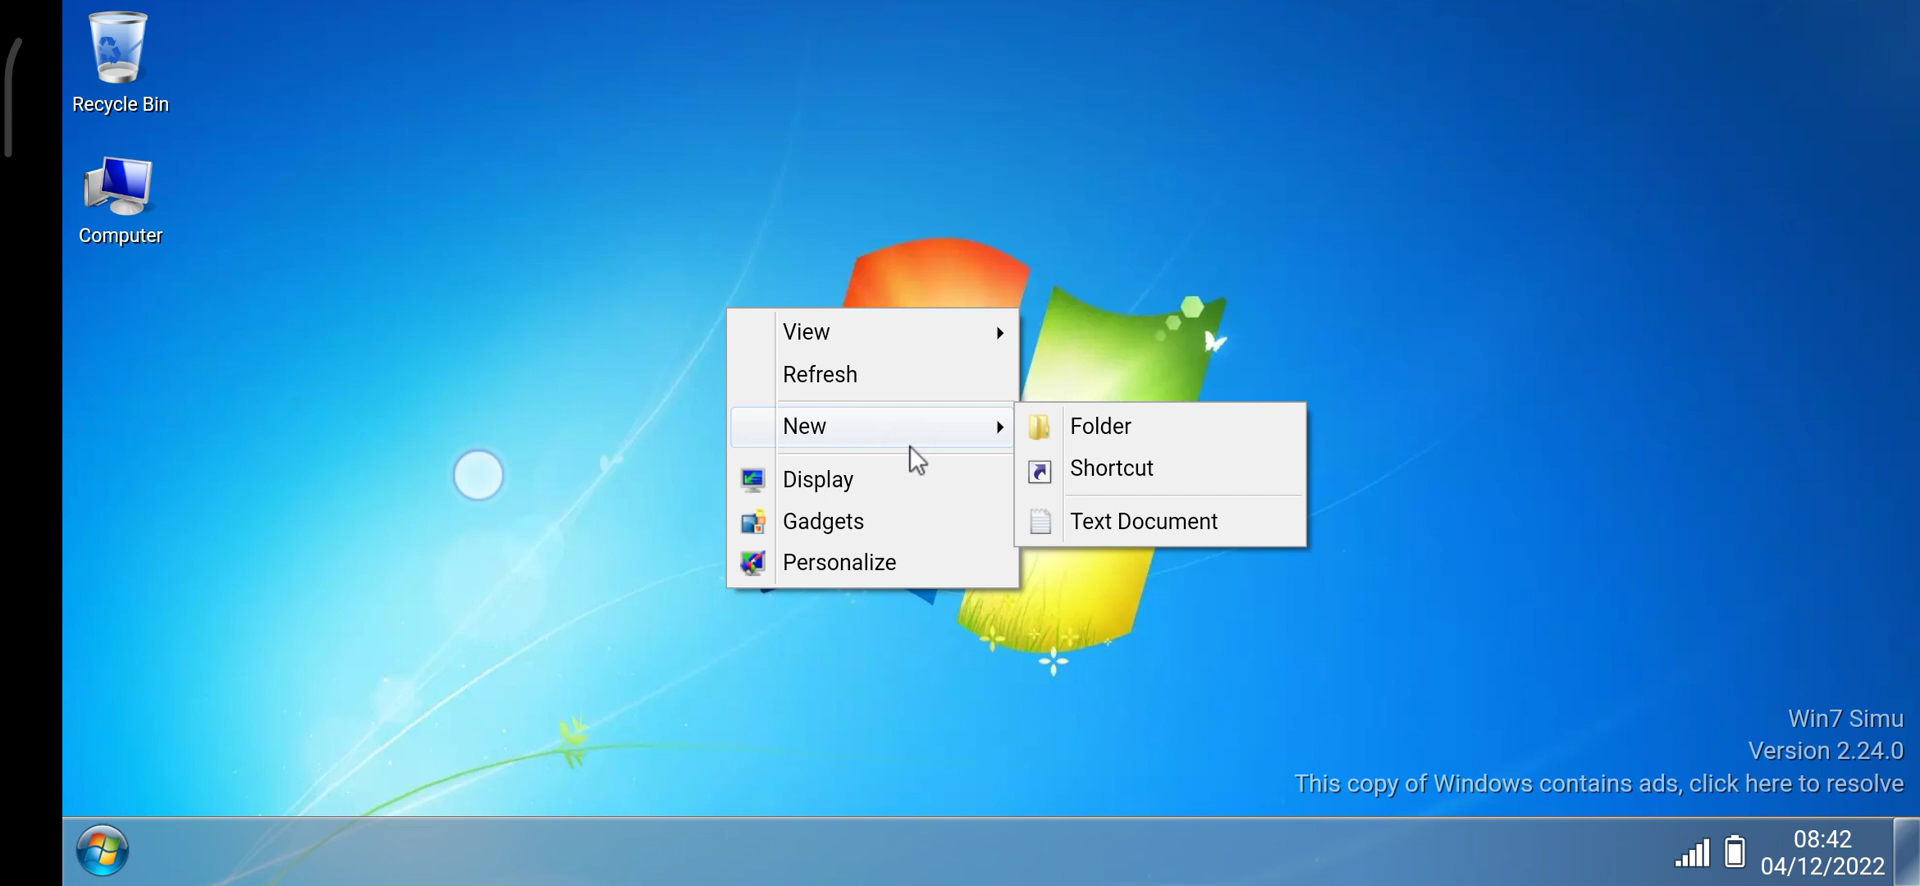 Recycle Bin
Computer
View
Refresh
New
Display
Gadgets
Personalize
Folder
Shortcut
Text Document
Win7 Simu
Version 2.24.0
This copy of Windows contains ads, click here to resolve
08:42
04/12/2022